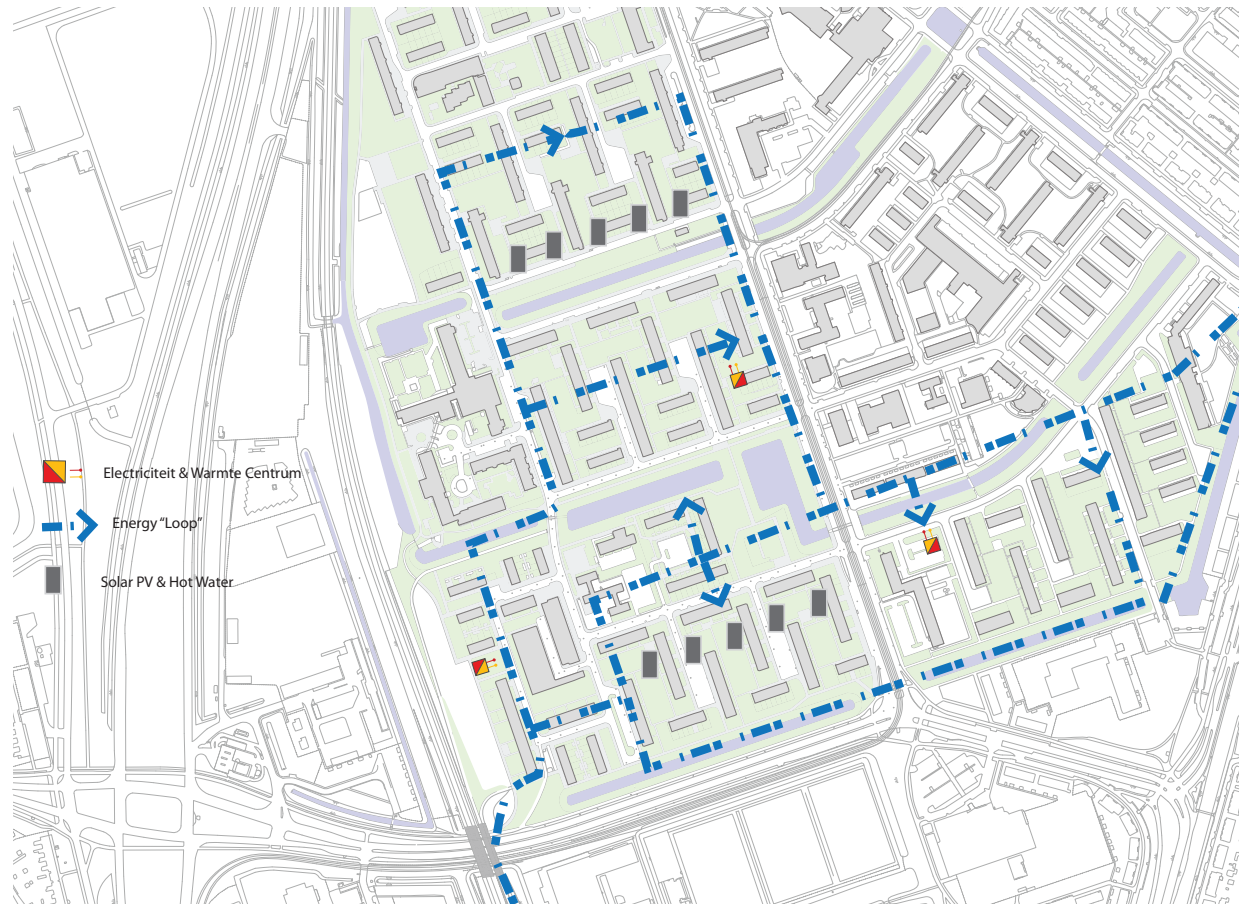 Electriciteit & Warmte Centrum
Energy “Loop”
Solar PV & Hot Water